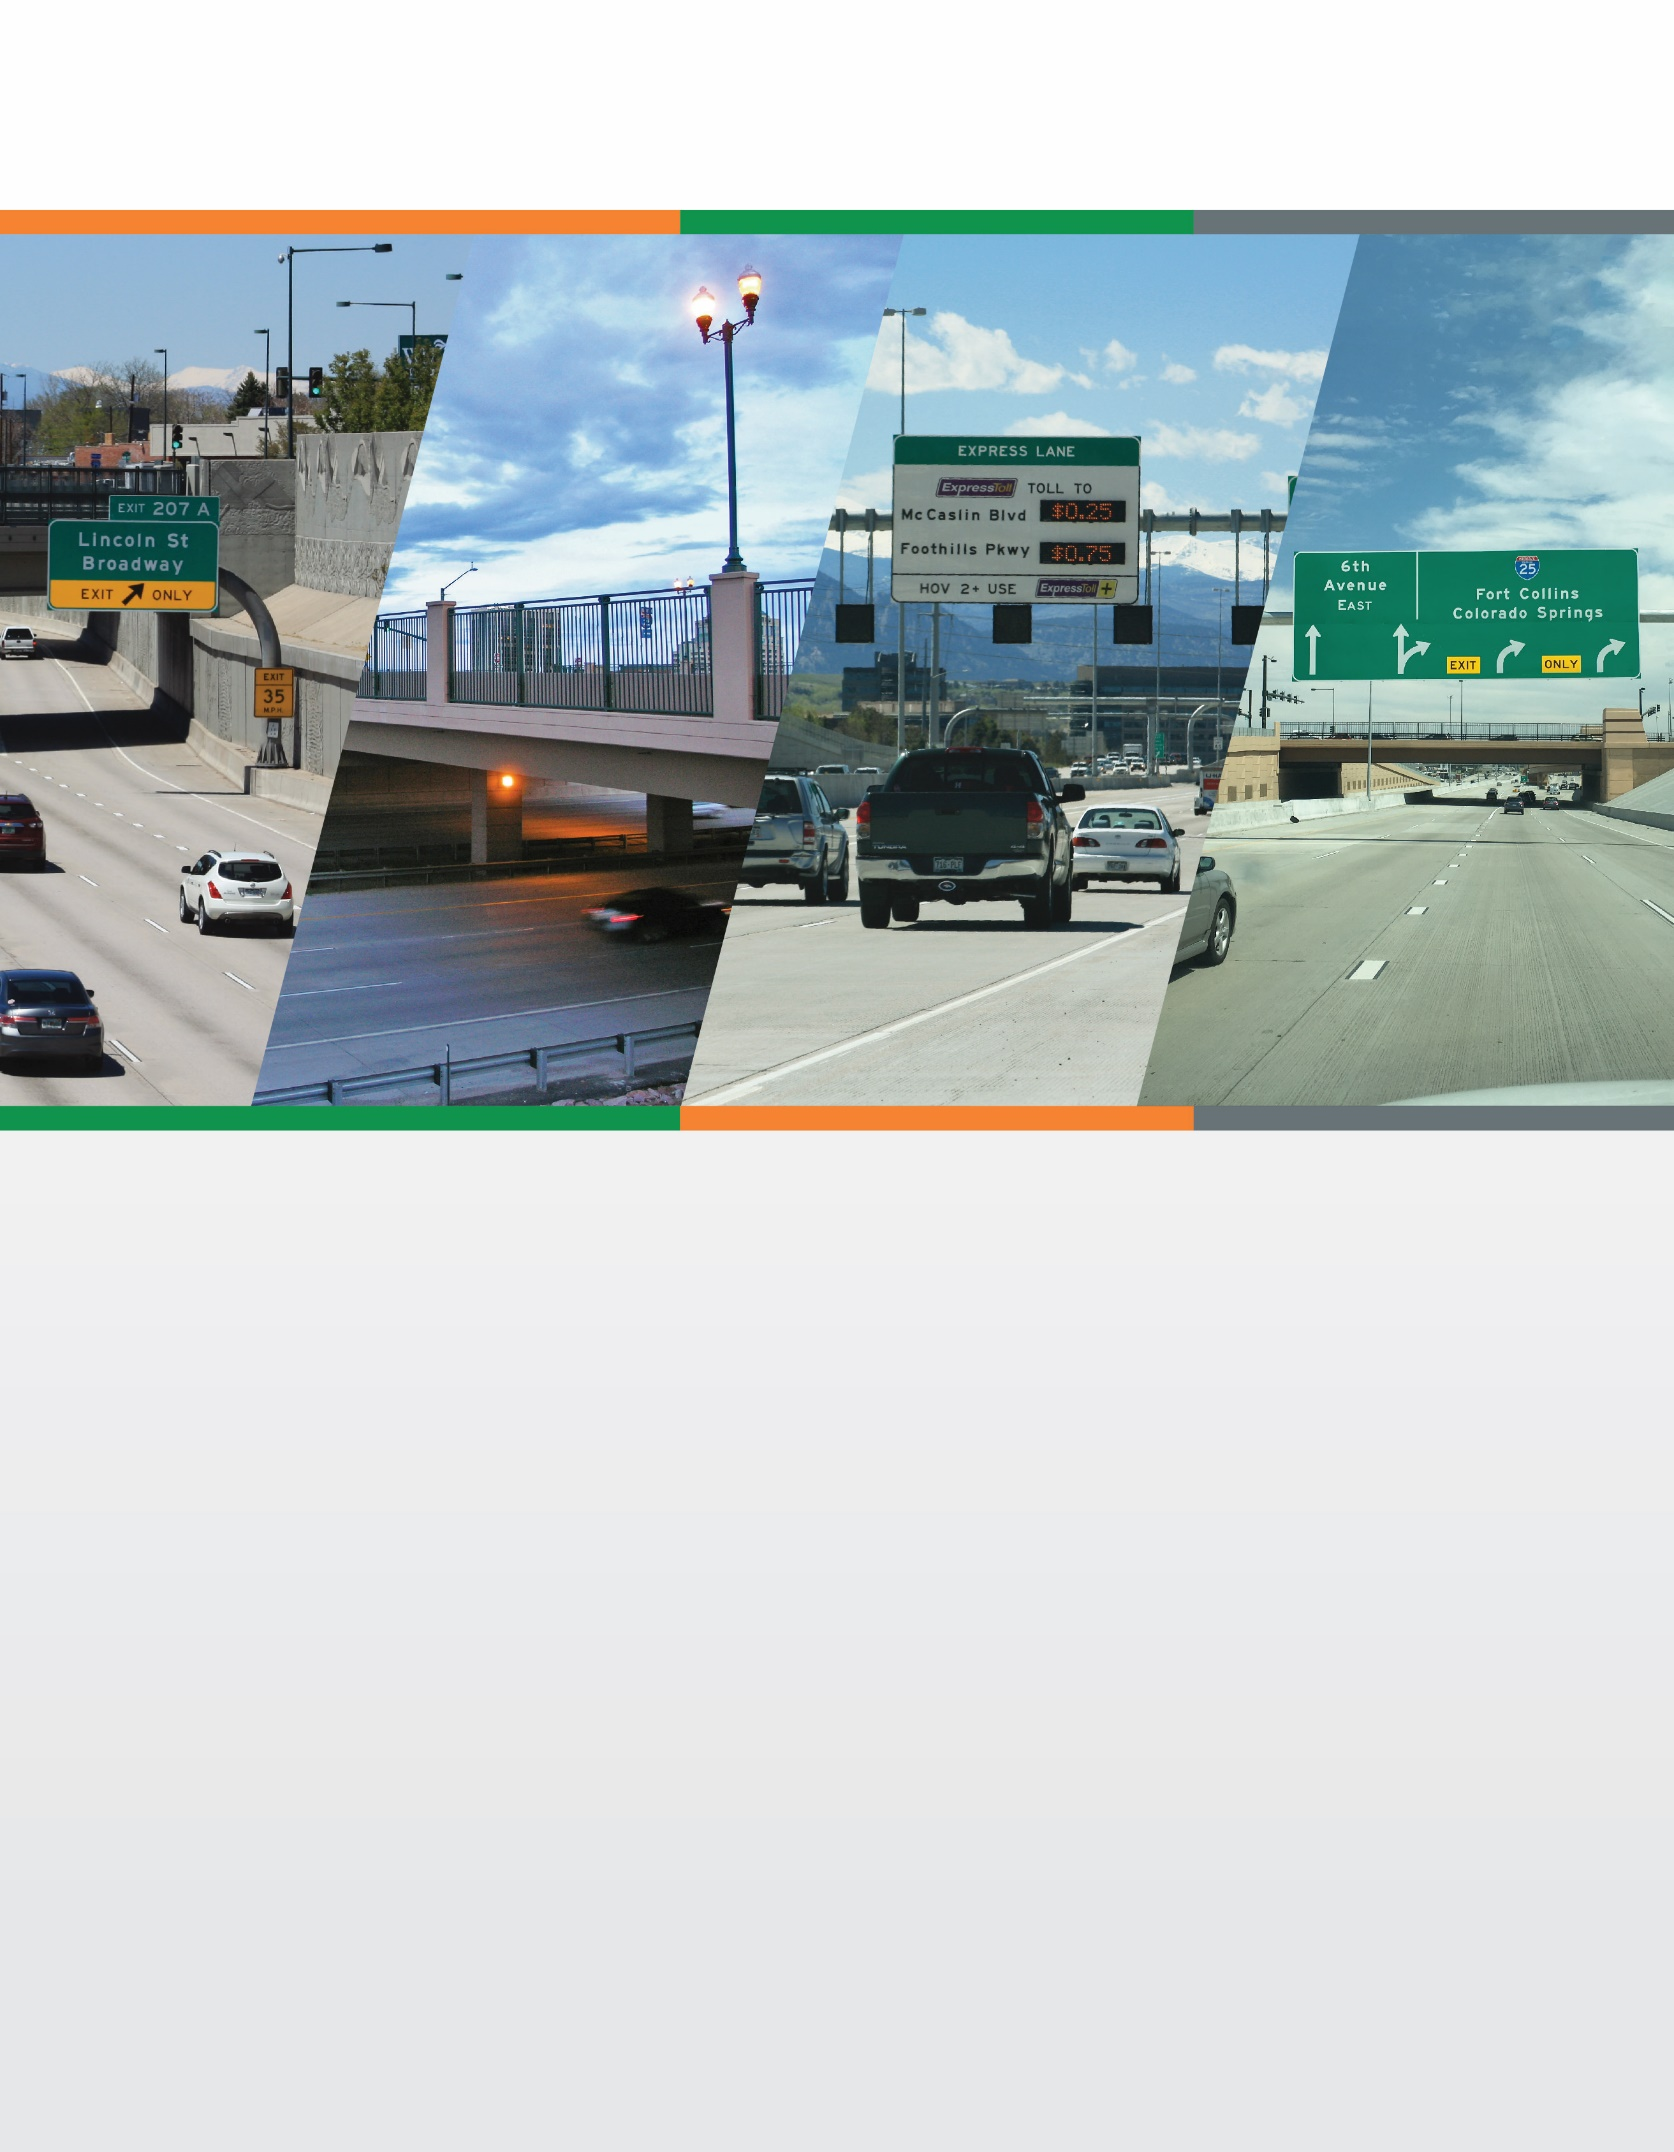 EXIT 207 A
Lincoln St
Broadway
EXIT ONLY
EXIT
35
M.P.H.
EXPRESS LANE
ExpressToll TOLL TO
McCaslin Blvd $0.25
Foothills Pkwy $0.75
HOV 2+ USE ExpressToll+
TUNDRA
6th
Avenue
EAST
25
Fort Collins
Colorado Springs
EXIT ONLY